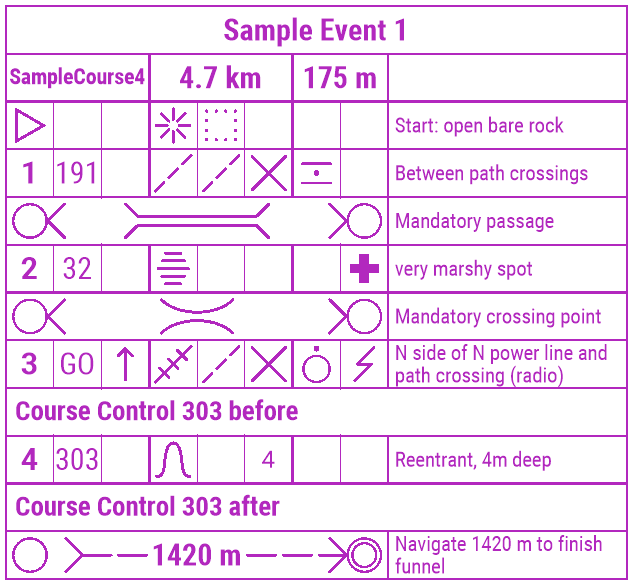 Sample Event 1
SampleCourse4 4.7 km 175 m
Start: open bare rock
1 191 Between path crossings
Mandatory passage
2 32 very marshy spot
Mandatory crossing point
3 GO N side of N power line and
path crossing (radio)
Course Control 303 before
4 303 4 Reentrant, 4m deep
Course Control 303 after
1420 m Navigate 1420 m to finish
funnel